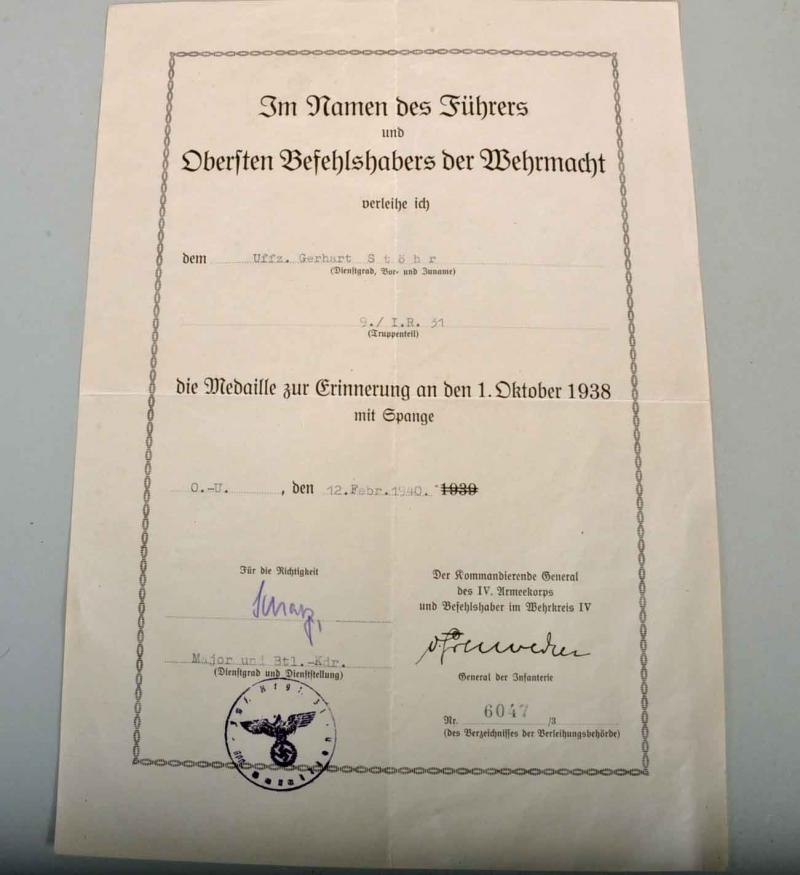 Im Namen des Führers
und
Obersten Befehlshabers der Wehrmacht
verleihe ich
dem Uffz. Gerhart Stöhr
(Dienstgrad, Vor- und Zuname)
9./ I.R. 31
(Truppenteil)
die Medaille zur Erinnerung an den 1. Oktober 1938
mit Spange
O.-U. , den 12.Febr.1940. 1939
Für die Richtigkeit
Major und Btl.-Kdr.
(Dienstgrad und Dienststellung)
Der Kommandierende General
des IV. Armeekorps
und Befehlshaber im Wehrkreis IV
General der Infanterie
Nr. 6047 /3
(des Verzeichnisses der Verleihungsbehörde)